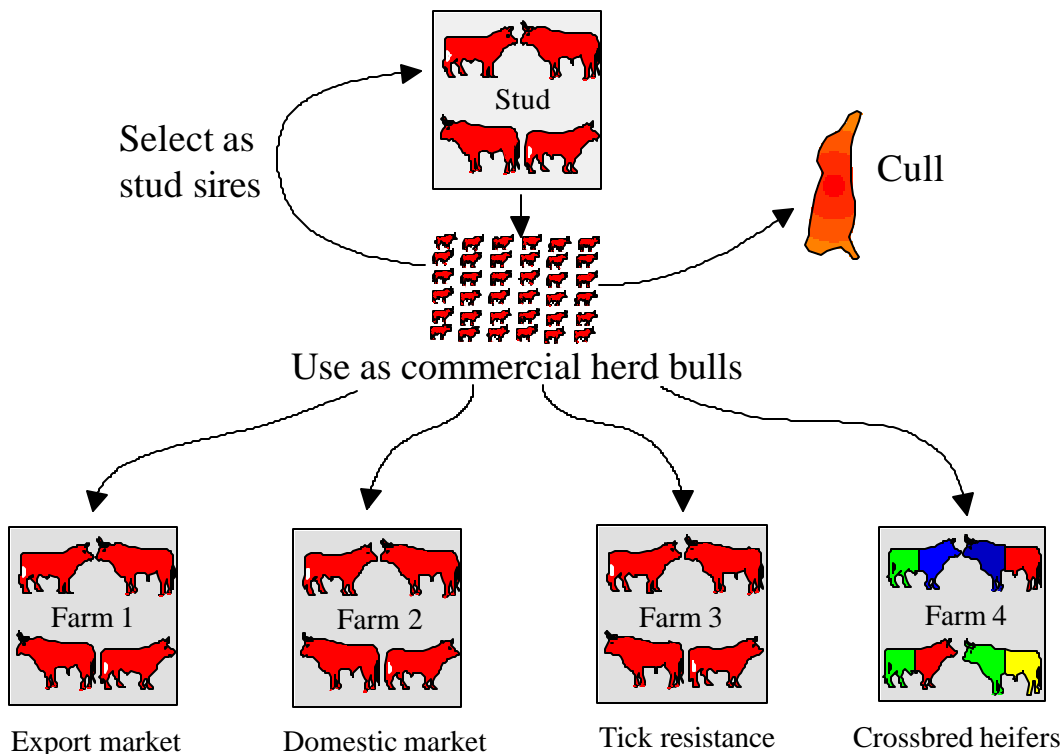 Stud
Select as
stud sires
Cull
Use as commercial herd bulls
Farm 1
Farm 2
Farm 3
Farm 4
Export market
Domestic market
Tick resistance
Crossbred heifers